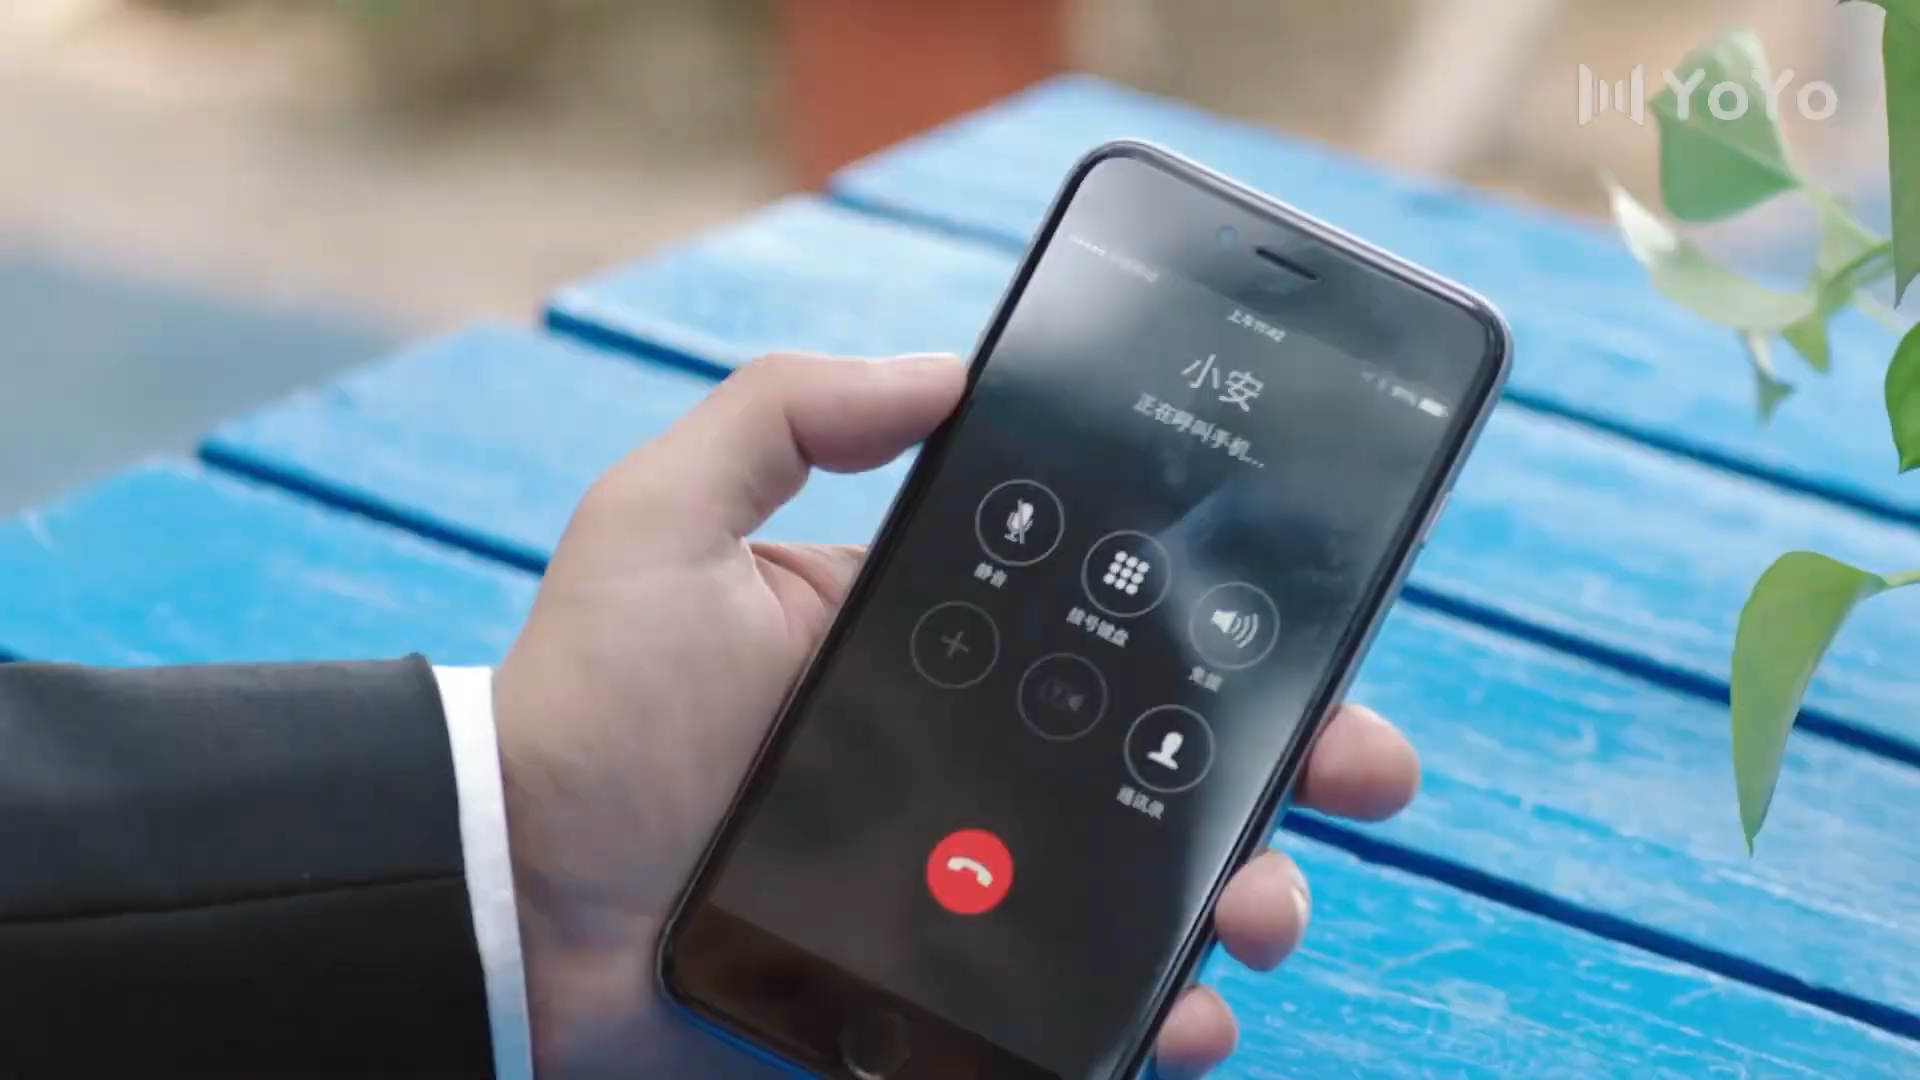 YoYo
小安
正在呼叫手机...
静音
拨号键盘
免提
通讯录